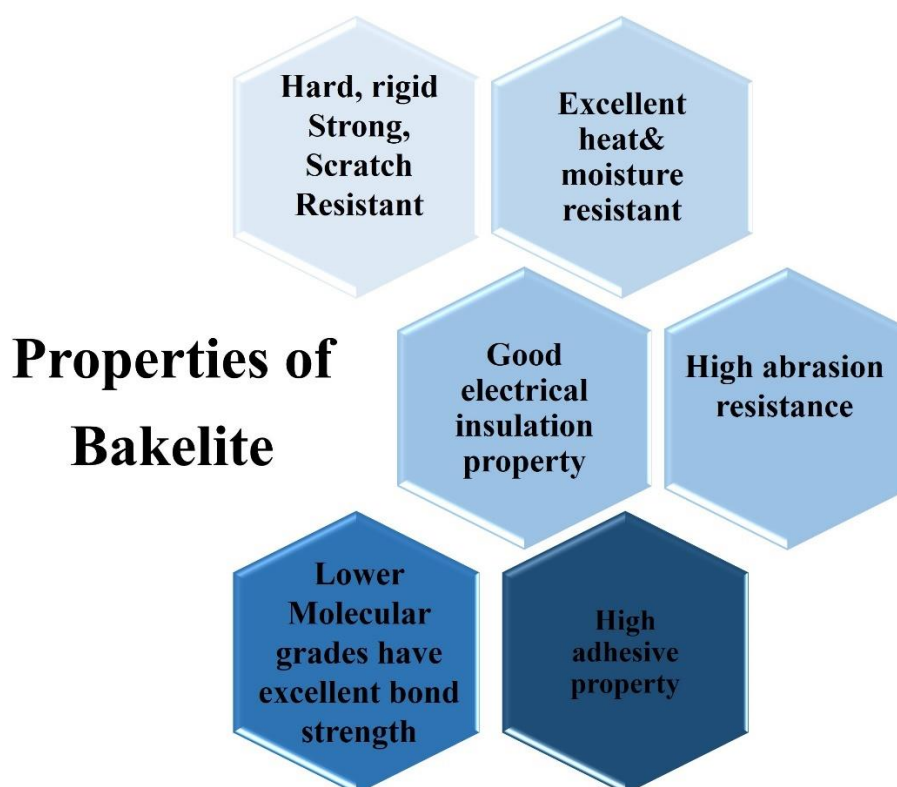 Hard, rigid
Strong,
Scratch
Resistant
Excellent
heat&
moisture
resistant
Properties of
Bakelite
Good
electrical
insulation
property
High abrasion
resistance
Lower
Molecular
grades have
excellent bond
strength
High
adhesive
property